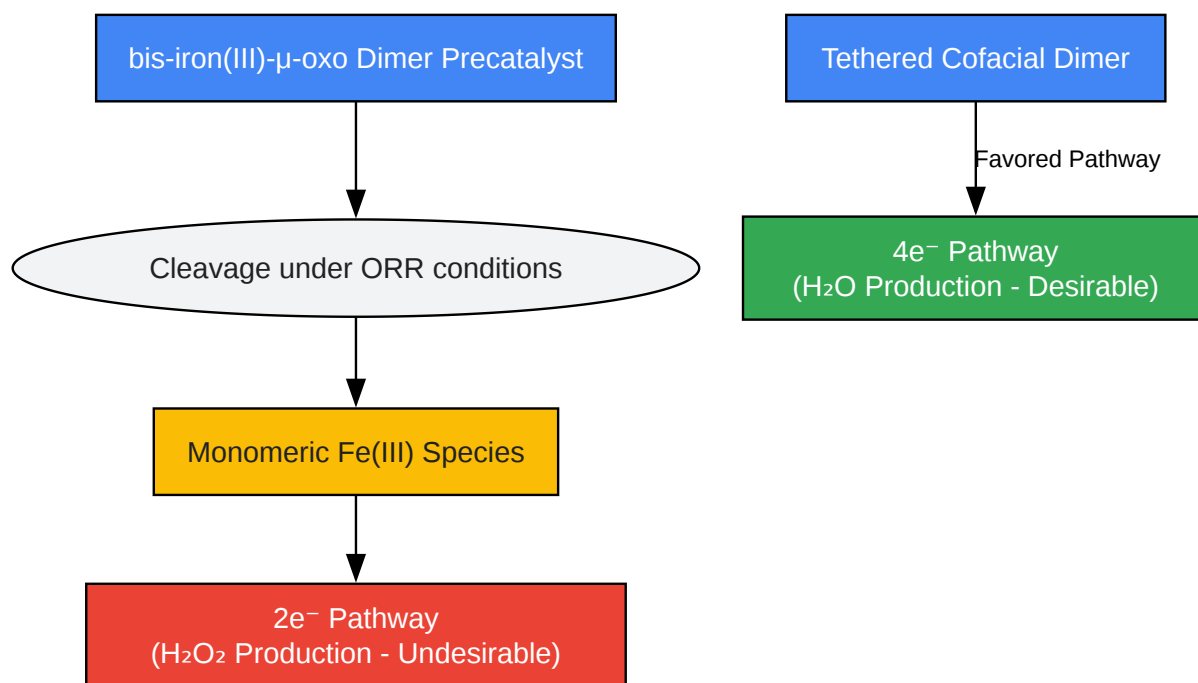 bis-iron(III)-μ-oxo Dimer Precatalyst
Tethered Cofacial Dimer
Favored Pathway
Cleavage under ORR conditions
4e⁻ Pathway
(H₂O Production - Desirable)
Monomeric Fe(III) Species
2e⁻ Pathway
(H₂O₂ Production - Undesirable)